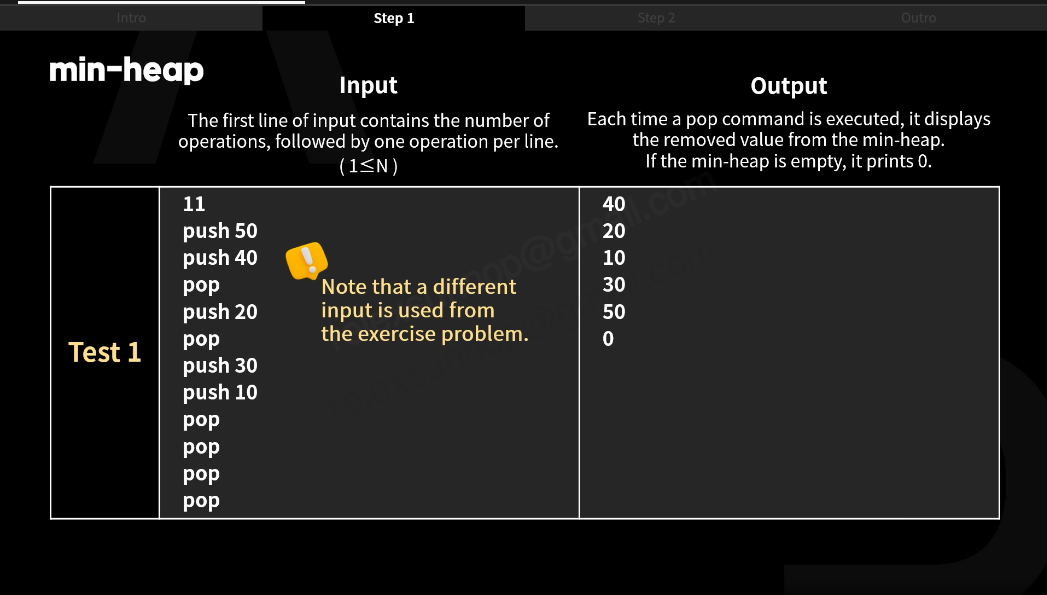 Intro
Step 1
Step 2
Outro
min-heap
Input
The first line of input contains the number of
operations, followed by one operation per line.
( 1≤N )
Output
Each time a pop command is executed, it displays
the removed value from the min-heap.
If the min-heap is empty, it prints 0.
Test 1
11
push 50
push 40
pop
push 20
pop
push 30
push 10
pop
pop
pop
pop
Note that a different
input is used from
the exercise problem.
40
20
10
30
50
0